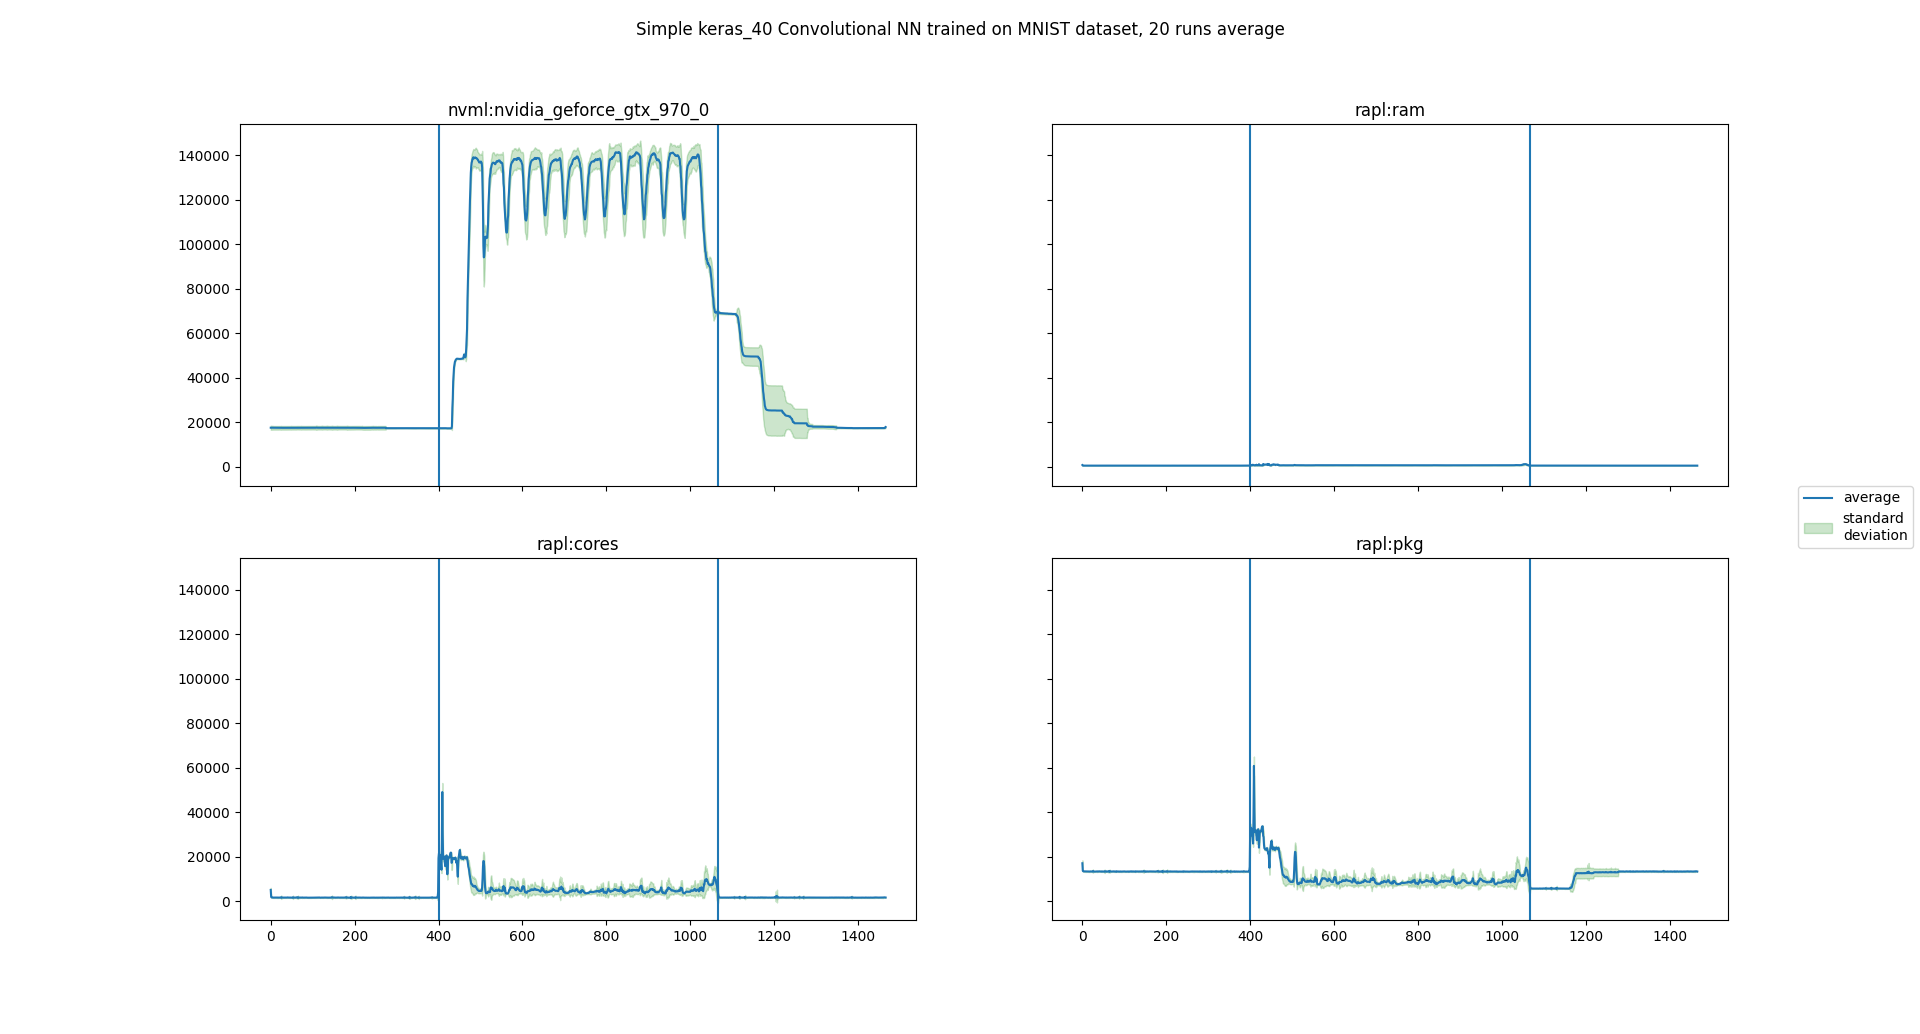 Simple keras_40 Convolutional NN trained on MNIST dataset, 20 runs average
nvml:nvidia_geforce_gtx_970_0
140000
120000
100000
80000
60000
40000
20000
0
rapl:ram
rapl:cores
140000
120000
100000
80000
60000
40000
20000
0
0 200 400 600 800 1000 1200 1400
rapl:pkg
0 200 400 600 800 1000 1200 1400
average
standard
deviation